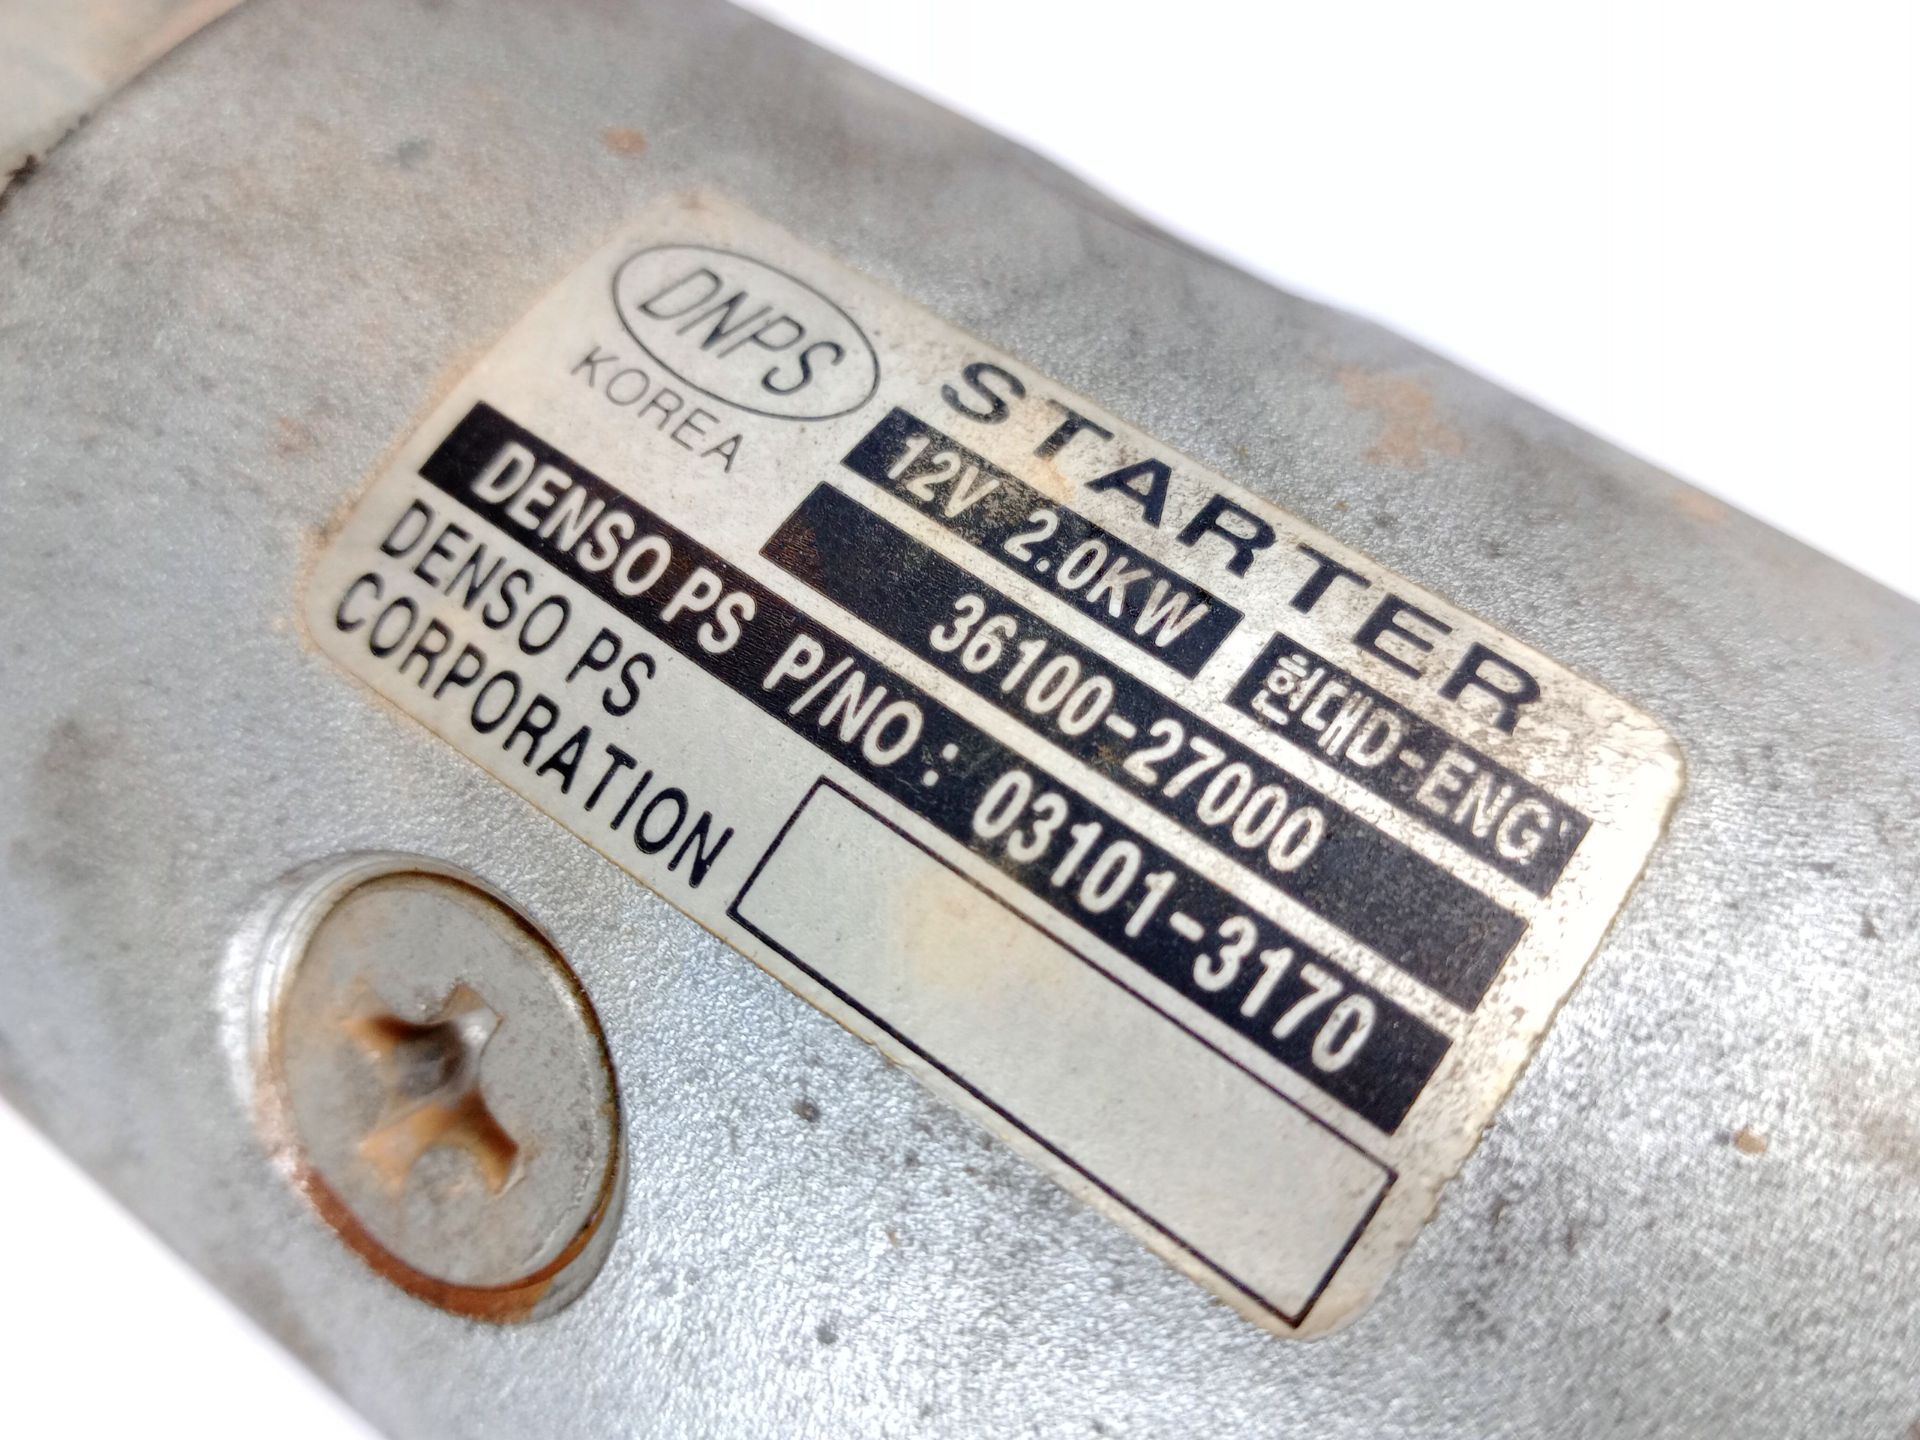 DNPS
KOREA
STARTER
12V 2.0KW
현대D-ENG'
36100-27000
DENSO PS P/NO : 03101-3170
DENSO PS
CORPORATION